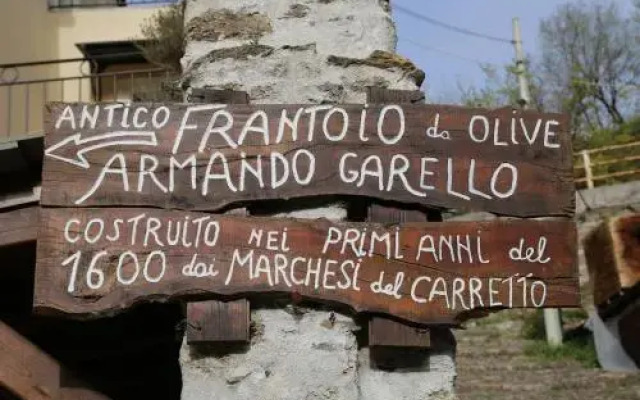 ANTICO FRANTOIO da OLIVE
ARMANDO GARELLO
COSTRUITO NEI PRIMI ANNI del
1600 dai MARCHESI del CARRETTO